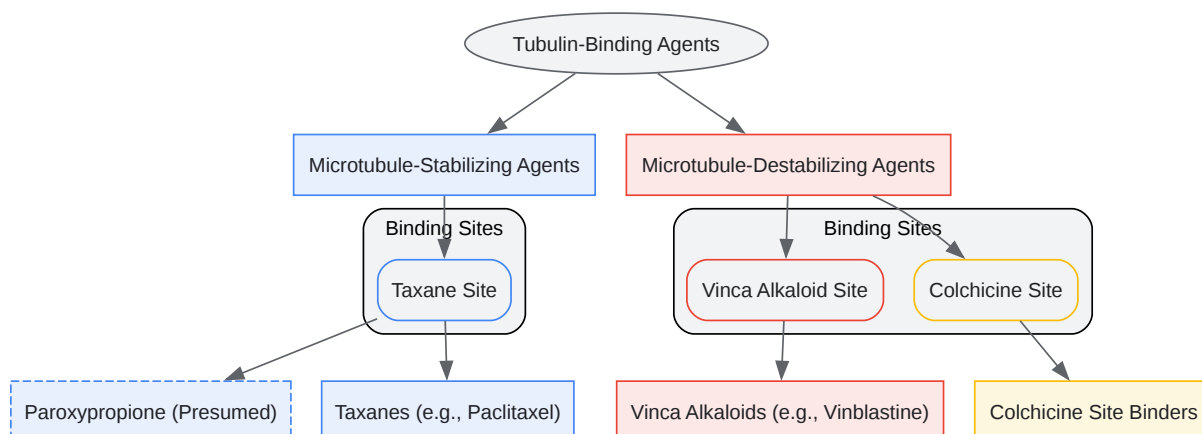 Tubulin-Binding Agents
Microtubule-Stabilizing Agents
Microtubule-Destabilizing Agents
Binding Sites
Binding Sites
Taxane Site
Vinca Alkaloid Site
Colchicine Site
Paroxypropione (Presumed)
Taxanes (e.g., Paclitaxel)
Vinca Alkaloids (e.g., Vinblastine)
Colchicine Site Binders